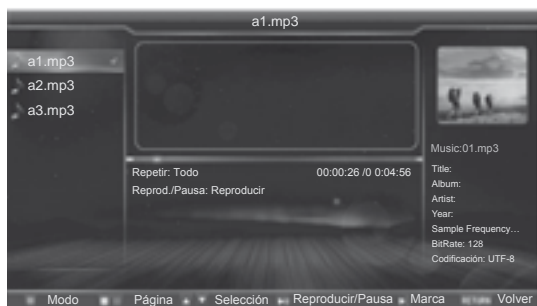 a1.mp3
a1.mp3
a2.mp3
a3.mp3
Repetir: Todo 00:00:26 /0 0:04:56
Reprod./Pausa: Reproducir
Music:01.mp3
Title:
Album:
Artist:
Year:
Sample Frequency…
BitRate: 128
Codificación: UTF-8
Modo Página Selección Reproducir/Pausa Marca Volver